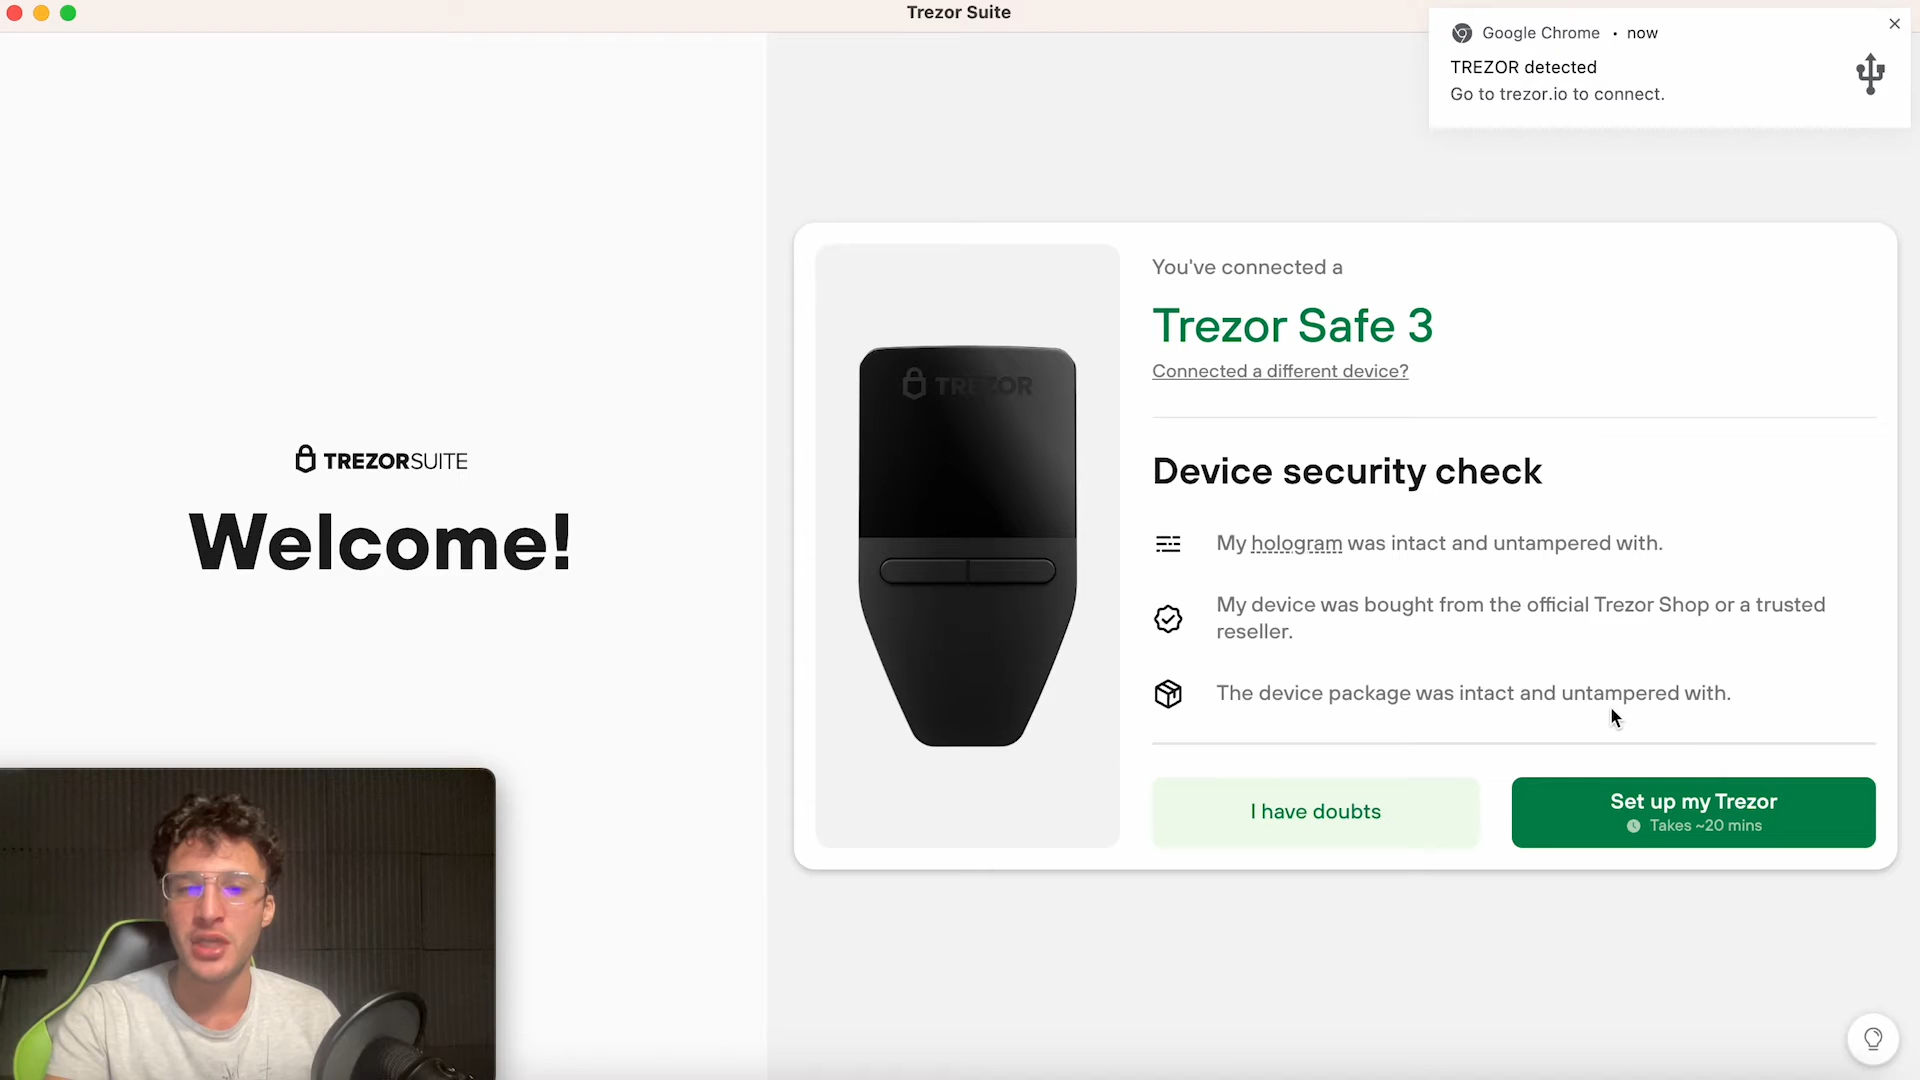 Trezor Suite
Google Chrome • now
TREZOR detected
Go to trezor.io to connect.
TREZORSUITE
Welcome!
TREZOR
You've connected a
Trezor Safe 3
Connected a different device?
Device security check
My hologram was intact and untampered with.
My device was bought from the official Trezor Shop or a trusted
reseller.
The device package was intact and untampered with.
I have doubts
Set up my Trezor
Takes ~20 mins